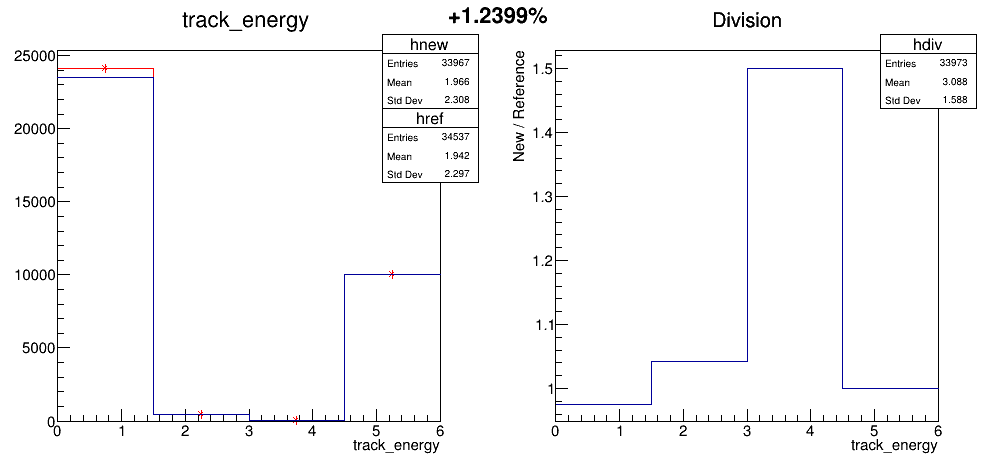 +1.2399%
track_energy
hnew
Entries 33967
Mean 1.966
Std Dev 2.308
href
Entries 34537
Mean 1.942
Std Dev 2.297
25000
20000
15000
10000
5000
0
0 1 2 3 4 5 6
track_energy
Division
hdiv
Entries 33973
Mean 3.088
Std Dev 1.588
New / Reference
1.5
1.4
1.3
1.2
1.1
1
0 1 2 3 4 5 6
track_energy